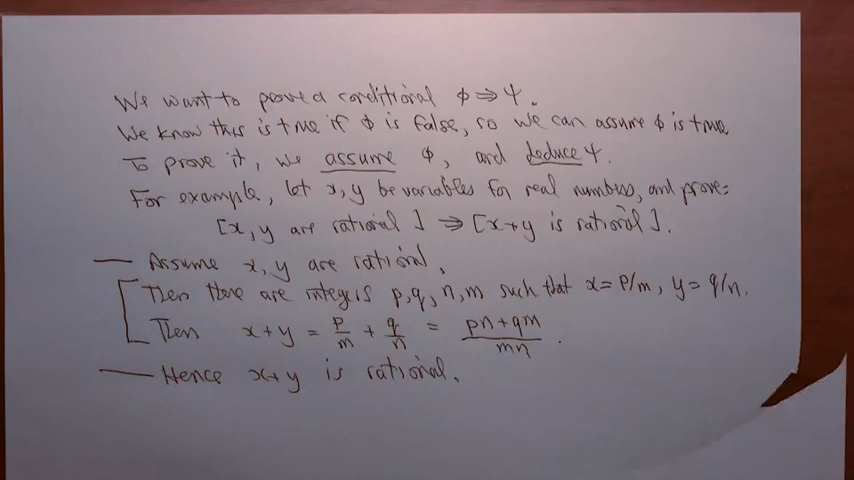 We want to prove a conditional φ ⇒ ψ.
We know this is true if φ is false, so we can assume φ is true
To prove it, we assume φ, and deduce ψ.
For example, let x, y be variables for real numbers, and prove:
[x, y are rational] ⇒ [x+y is rational].
Assume x, y are rational.
Then there are integers p, q, n, m such that x = p/m, y = q/n.
Then x+y = p/m + q/n = (pn+qm)/mn.
Hence x+y is rational.